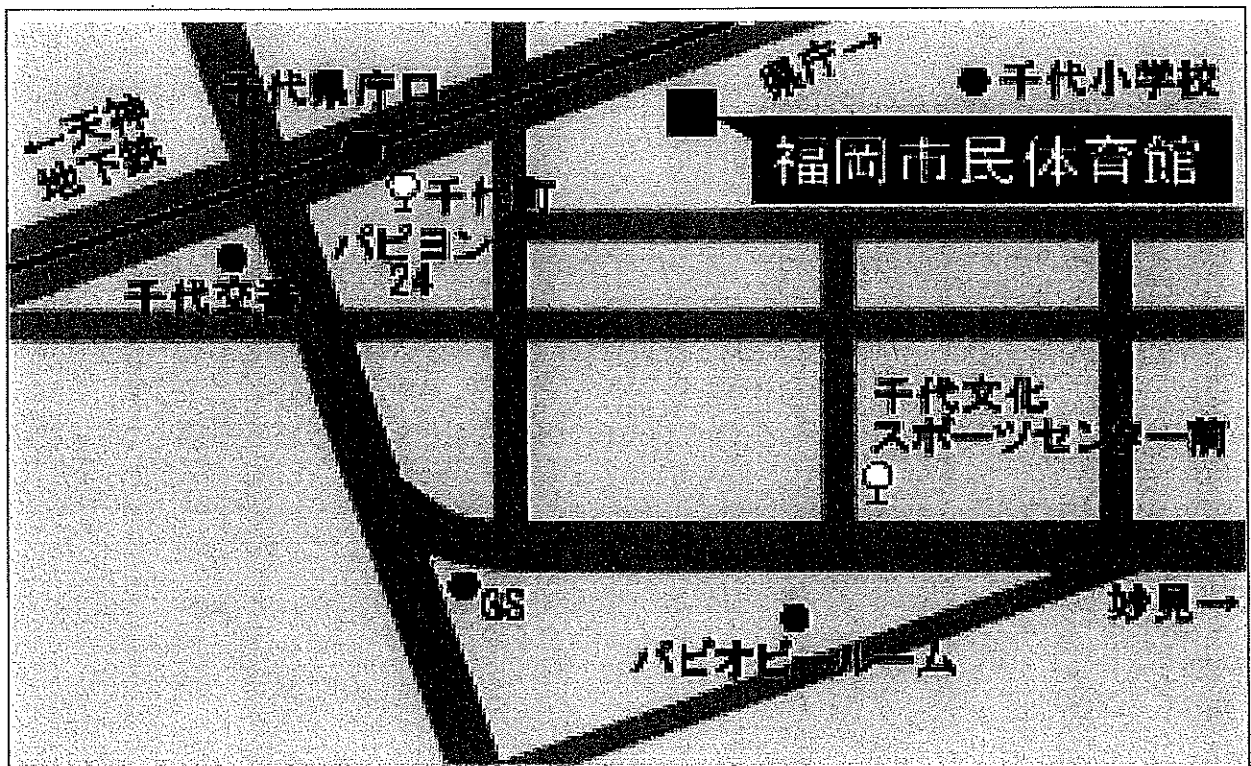 千代県庁口
←天神
地下鉄
●千代小学校
福岡市民体育館
千代町
パピヨン
24
千代交番
千代文化
スポーツセンター前
GS
妙見→
パピオビールーム